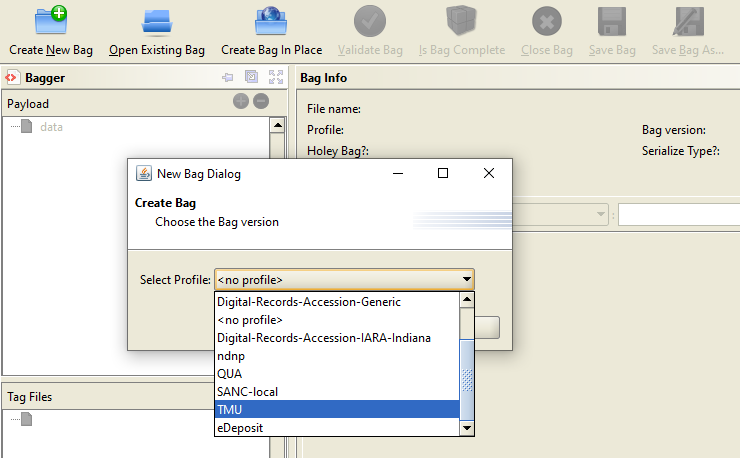 Create New Bag Open Existing Bag Create Bag In Place Validate Bag Is Bag Complete Close Bag Save Bag Save Bag As...
Bagger
Bag Info
Payload
data
File name:
Profile:
Bag version:
Holey Bag?:
Serialize Type?:
:
New Bag Dialog
Create Bag
Choose the Bag version
Select Profile: <no profile>
Digital-Records-Accession-Generic
<no profile>
Digital-Records-Accession-IARA-Indiana
ndnp
QUA
SANC-local
TMU
eDeposit
Tag Files